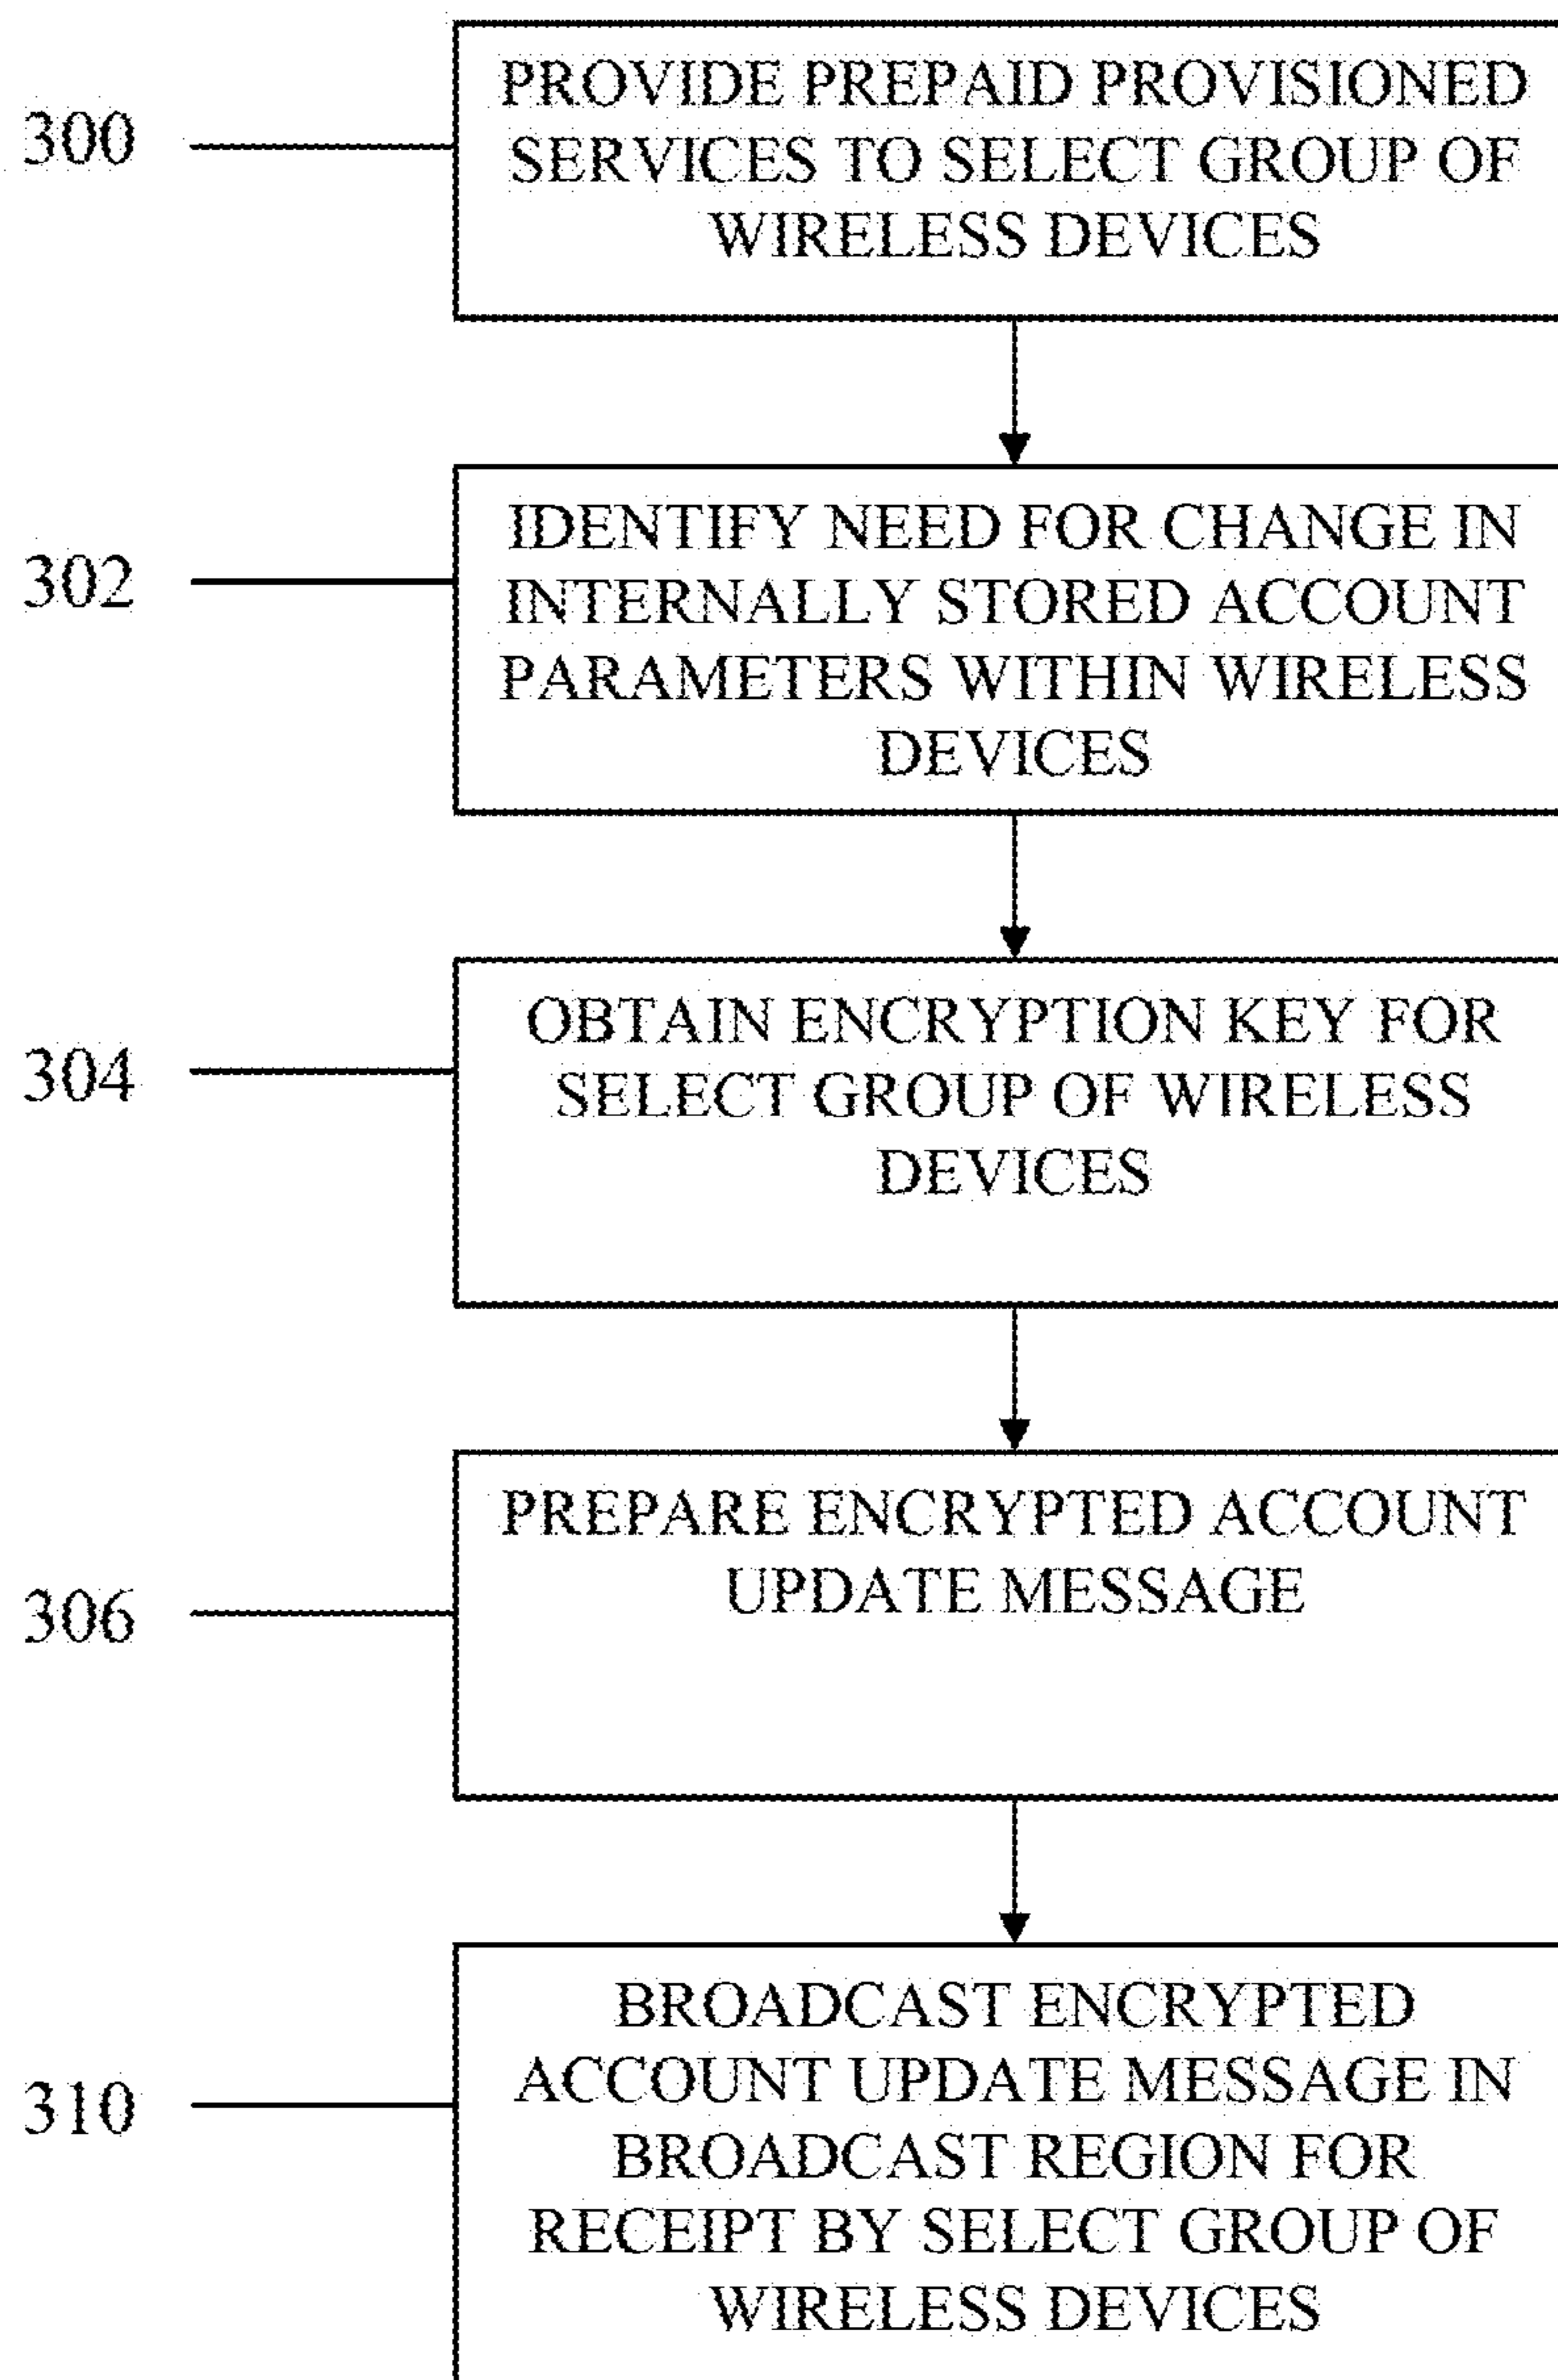 300
PROVIDE PREPAID PROVISIONED
SERVICES TO SELECT GROUP OF
WIRELESS DEVICES
302
IDENTIFY NEED FOR CHANGE IN
INTERNALLY STORED ACCOUNT
PARAMETERS WITHIN WIRELESS
DEVICES
304
OBTAIN ENCRYPTION KEY FOR
SELECT GROUP OF WIRELESS
DEVICES
306
PREPARE ENCRYPTED ACCOUNT
UPDATE MESSAGE
310
BROADCAST ENCRYPTED
ACCOUNT UPDATE MESSAGE IN
BROADCAST REGION FOR
RECEIPT BY SELECT GROUP OF
WIRELESS DEVICES